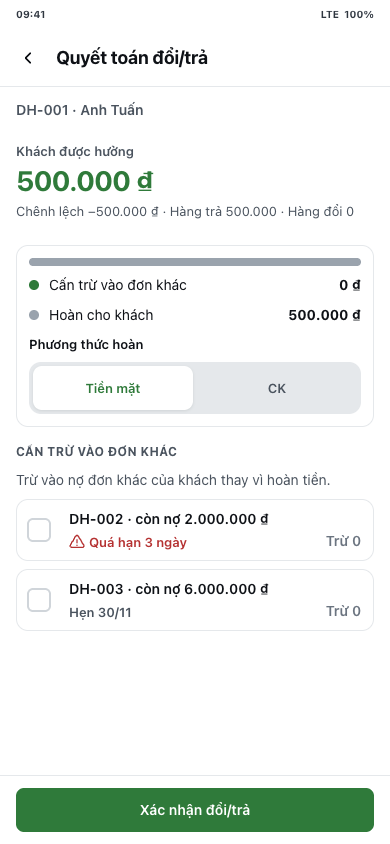 09:41 LTE 100%
Quyết toán đổi/trả
DH-001 · Anh Tuấn
Khách được hưởng
500.000 ₫
Chênh lệch −500.000 ₫ · Hàng trả 500.000 · Hàng đổi 0
Cấn trừ vào đơn khác 0 ₫
Hoàn cho khách 500.000 ₫
Phương thức hoàn
Tiền mặt CK
CẤN TRỪ VÀO ĐƠN KHÁC
Trừ vào nợ đơn khác của khách thay vì hoàn tiền.
DH-002 · còn nợ 2.000.000 ₫
Quá hạn 3 ngày Trừ 0
DH-003 · còn nợ 6.000.000 ₫
Hẹn 30/11 Trừ 0
Xác nhận đổi/trả